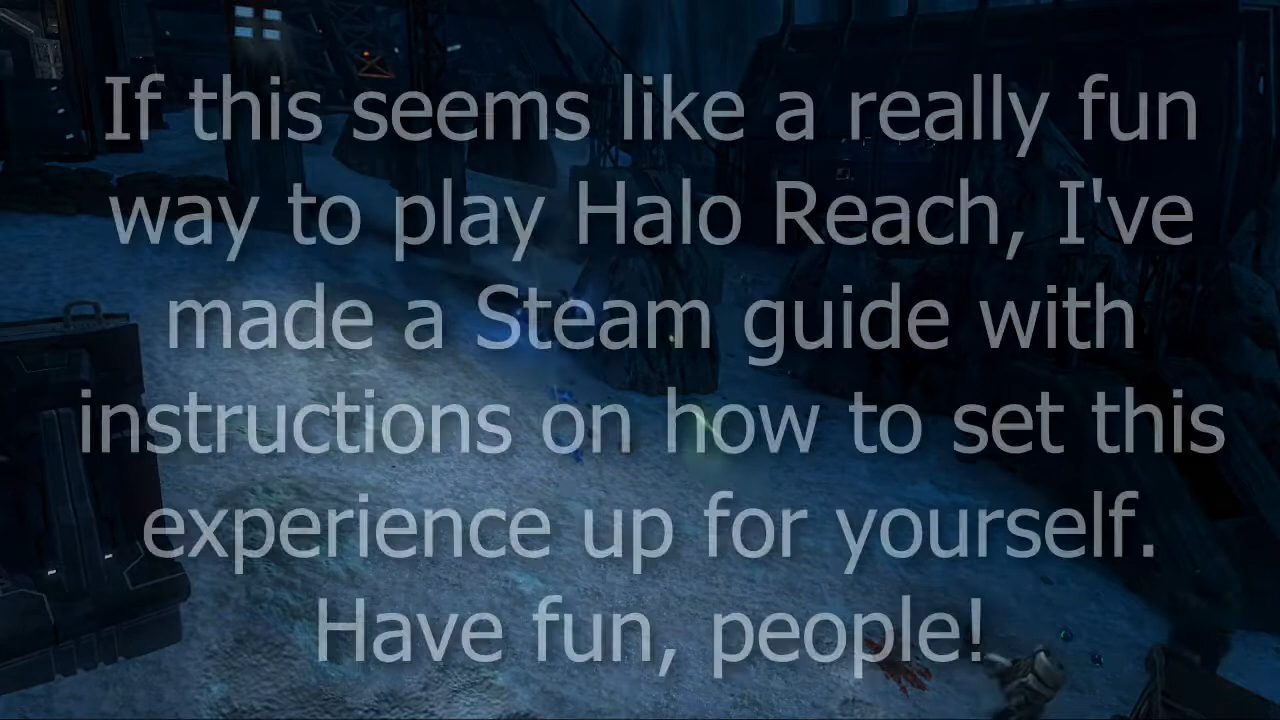 If this seems like a really fun
way to play Halo Reach, I've
made a Steam guide with
instructions on how to set this
experience up for yourself.
Have fun, people!